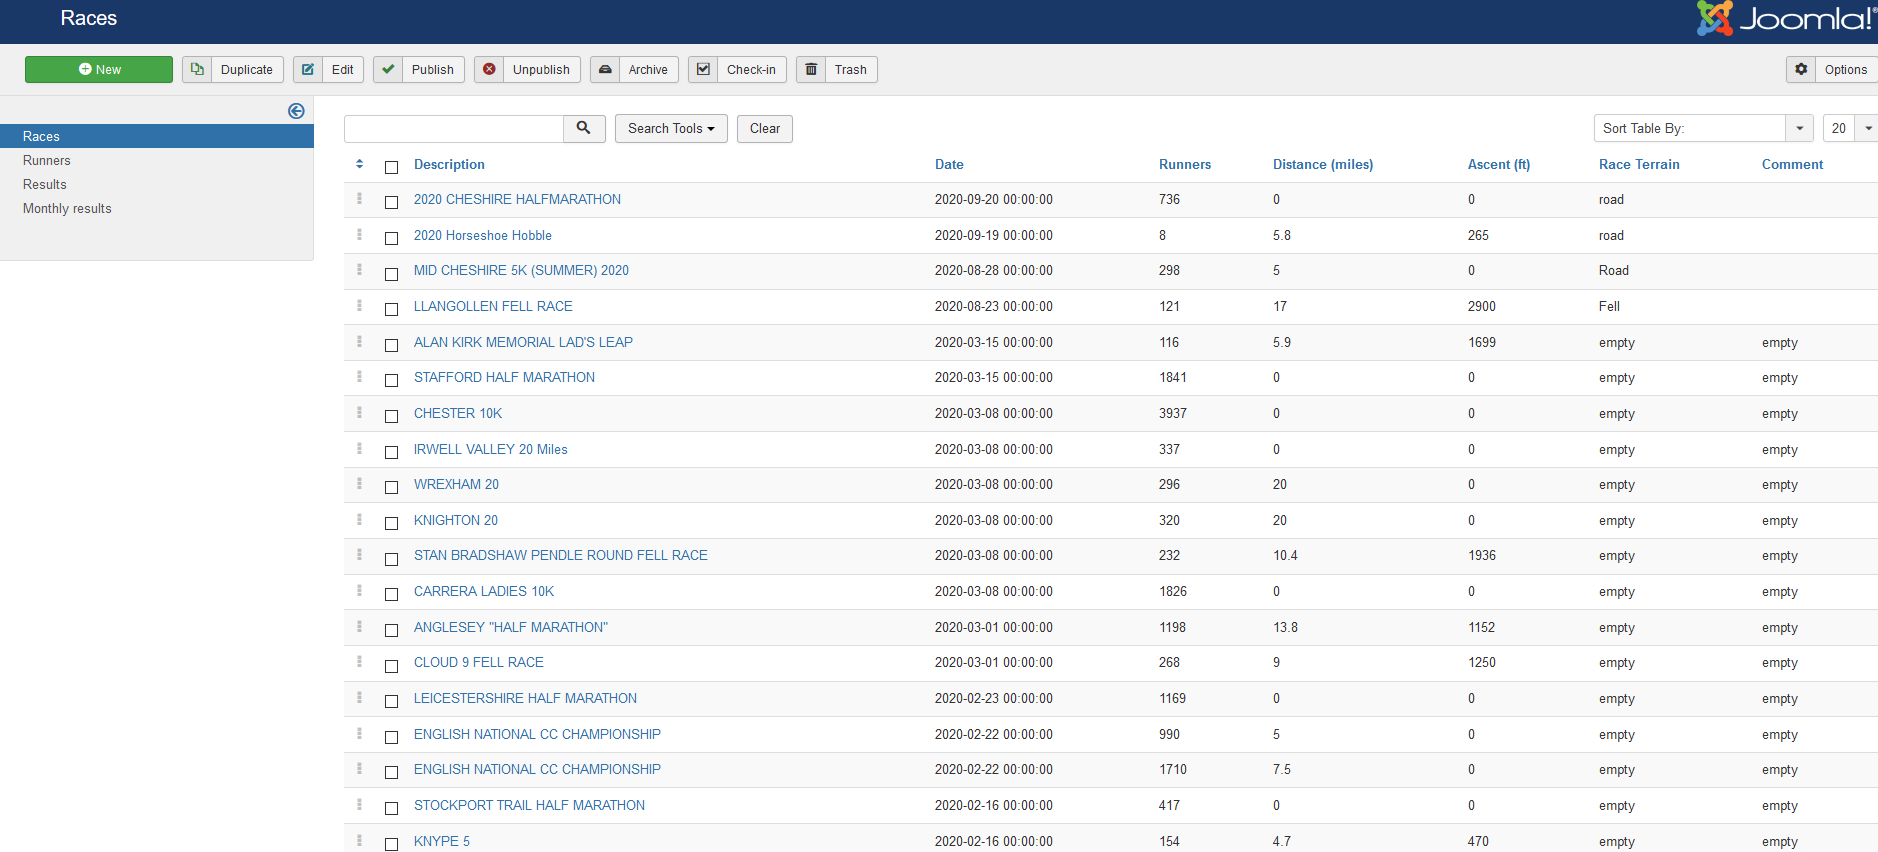 Races
Joomla!®
New Duplicate Edit Publish Unpublish Archive Check-in Trash Options
Races
Runners
Results
Monthly results
Search Tools Clear Sort Table By: 20
Description Date Runners Distance (miles) Ascent (ft) Race Terrain Comment
2020 CHESHIRE HALFMARATHON 2020-09-20 00:00:00 736 0 0 road
2020 Horseshoe Hobble 2020-09-19 00:00:00 8 5.8 265 road
MID CHESHIRE 5K (SUMMER) 2020 2020-08-28 00:00:00 298 5 0 Road
LLANGOLLEN FELL RACE 2020-08-23 00:00:00 121 17 2900 Fell
ALAN KIRK MEMORIAL LAD'S LEAP 2020-03-15 00:00:00 116 5.9 1699 empty empty
STAFFORD HALF MARATHON 2020-03-15 00:00:00 1841 0 0 empty empty
CHESTER 10K 2020-03-08 00:00:00 3937 0 0 empty empty
IRWELL VALLEY 20 Miles 2020-03-08 00:00:00 337 0 0 empty empty
WREXHAM 20 2020-03-08 00:00:00 296 20 0 empty empty
KNIGHTON 20 2020-03-08 00:00:00 320 20 0 empty empty
STAN BRADSHAW PENDLE ROUND FELL RACE 2020-03-08 00:00:00 232 10.4 1936 empty empty
CARRERA LADIES 10K 2020-03-08 00:00:00 1826 0 0 empty empty
ANGLESEY "HALF MARATHON" 2020-03-01 00:00:00 1198 13.8 1152 empty empty
CLOUD 9 FELL RACE 2020-03-01 00:00:00 268 9 1250 empty empty
LEICESTERSHIRE HALF MARATHON 2020-02-23 00:00:00 1169 0 0 empty empty
ENGLISH NATIONAL CC CHAMPIONSHIP 2020-02-22 00:00:00 990 5 0 empty empty
ENGLISH NATIONAL CC CHAMPIONSHIP 2020-02-22 00:00:00 1710 7.5 0 empty empty
STOCKPORT TRAIL HALF MARATHON 2020-02-16 00:00:00 417 0 0 empty empty
KNYPE 5 2020-02-16 00:00:00 154 4.7 470 empty empty